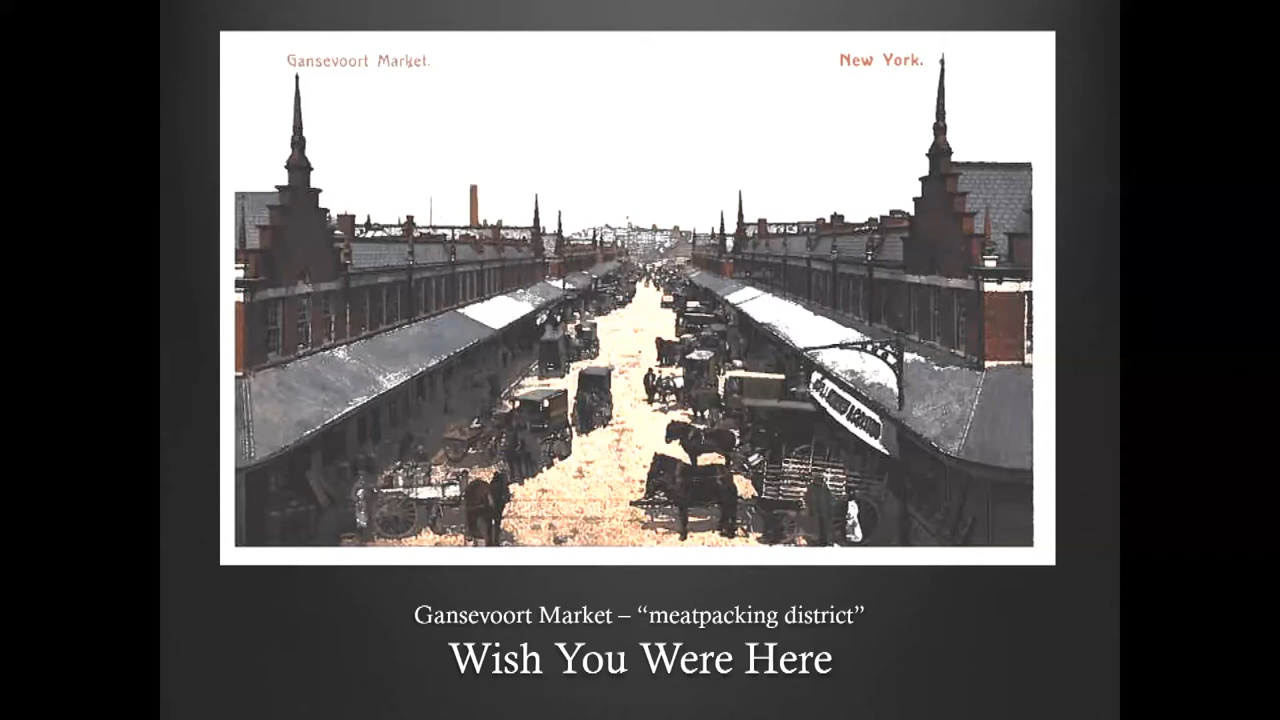 Gansevoort Market.
New York.
Gansevoort Market – “meatpacking district”
Wish You Were Here